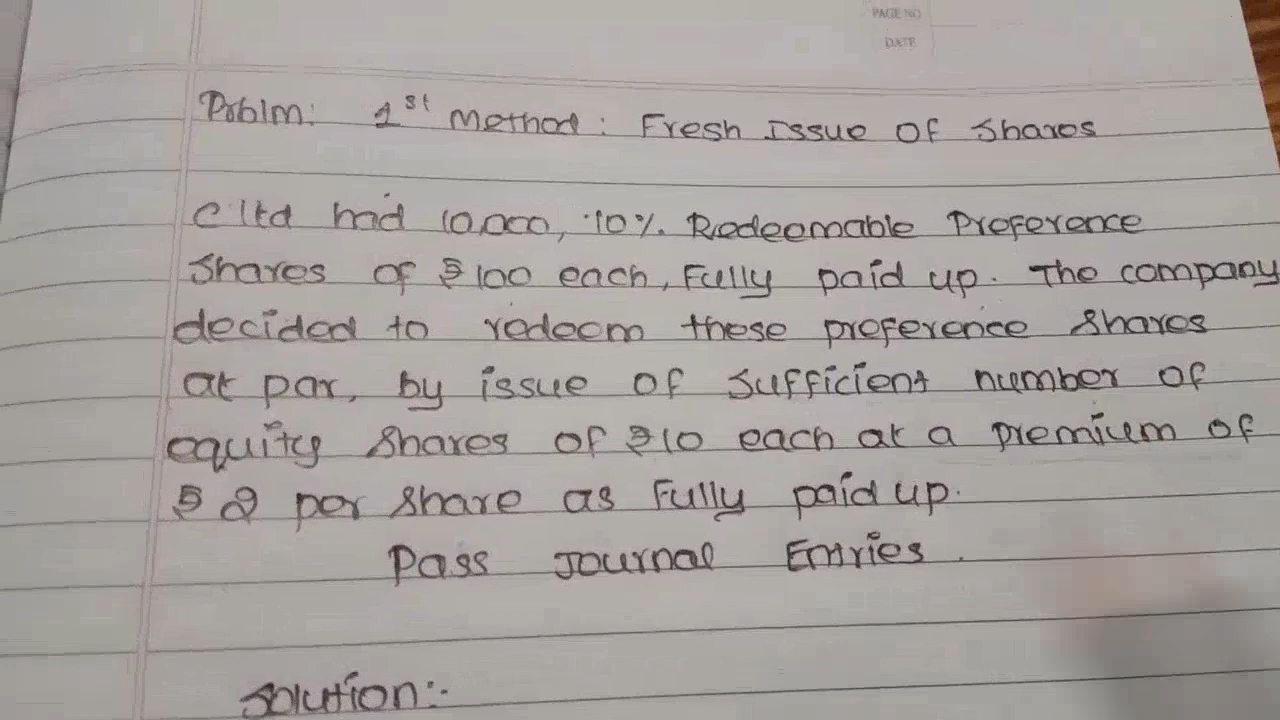 PAGE NO
DATE
Problm: 1st Method: Fresh Issue Of Shares
C ltd had 10,000, 10% Redeemable Preference
Shares of ₹100 each, Fully paid up. The company
decided to redeem these preference Shares
at par, by issue of Sufficient number of
equity Shares of ₹10 each at a premium of
₹ 2 per Share as Fully paid up.
Pass Journal Entries.
Solution:-